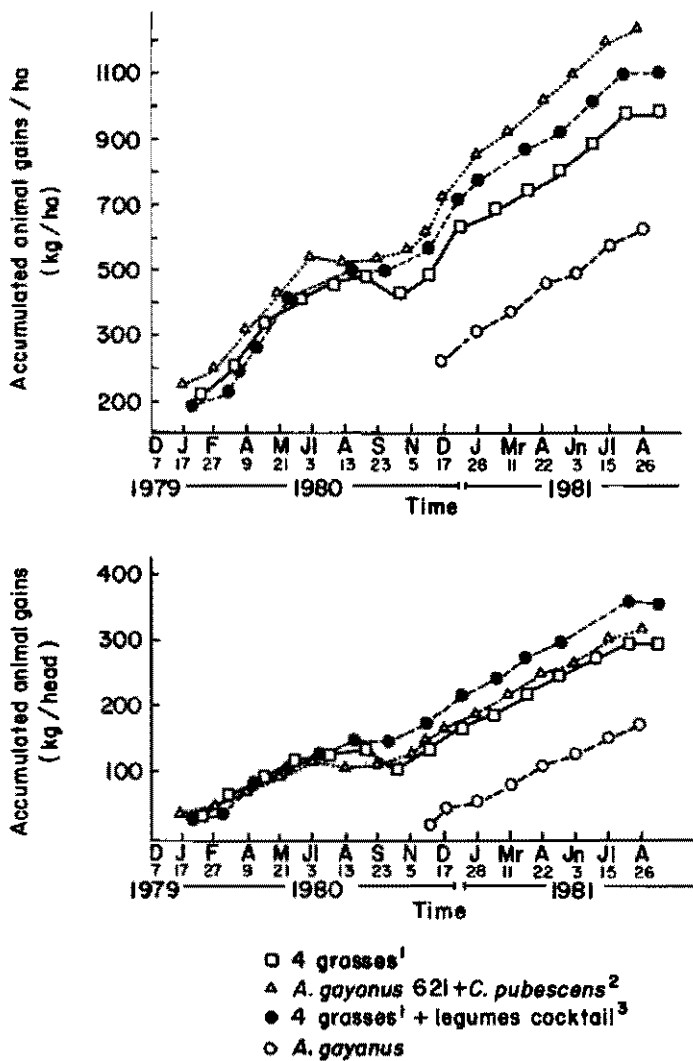 Accumulated animal gains / ha
(kg/ha)
1100
900
700
500
300
200
D J F A M Jl A S N D J Mr A Jn Jl A
7 17 27 9 21 3 13 23 5 17 28 11 22 3 15 26
1979 1980 1981
Time
Accumulated animal gains
(kg/head)
400
300
200
100
D J F A M Jl A S N D J Mr A Jn Jl A
7 17 27 9 21 3 13 23 5 17 28 11 22 3 15 26
1979 1980 1981
Time
□ 4 grasses¹
△ A. gayanus 621+C. pubescens²
● 4 grasses¹ + legumes cocktail³
○ A. gayanus